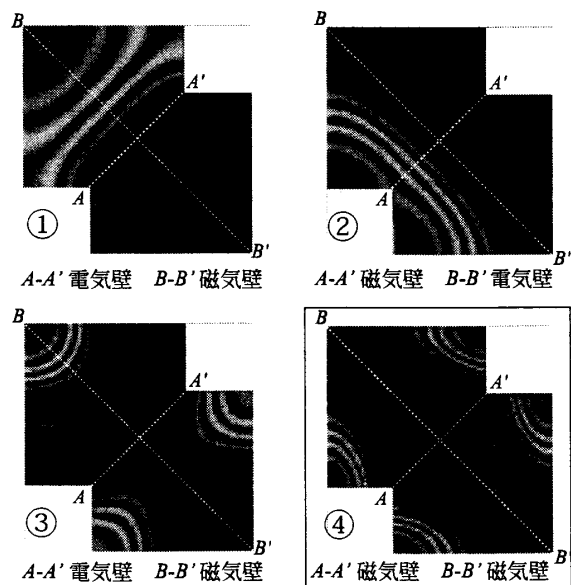 B
A'
A
B'
①
A-A' 電気壁 B-B' 磁気壁
A'
A
B'
②
A-A' 磁気壁 B-B' 電気壁
B
A'
A
B'
③
A-A' 電気壁 B-B' 磁気壁
B
A'
A
B'
④
A-A' 磁気壁 B-B' 磁気壁